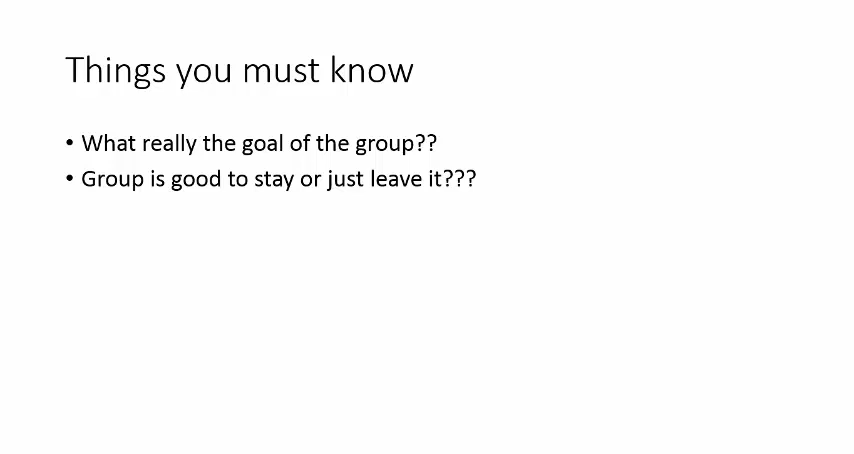 Things you must know
• What really the goal of the group??
• Group is good to stay or just leave it???